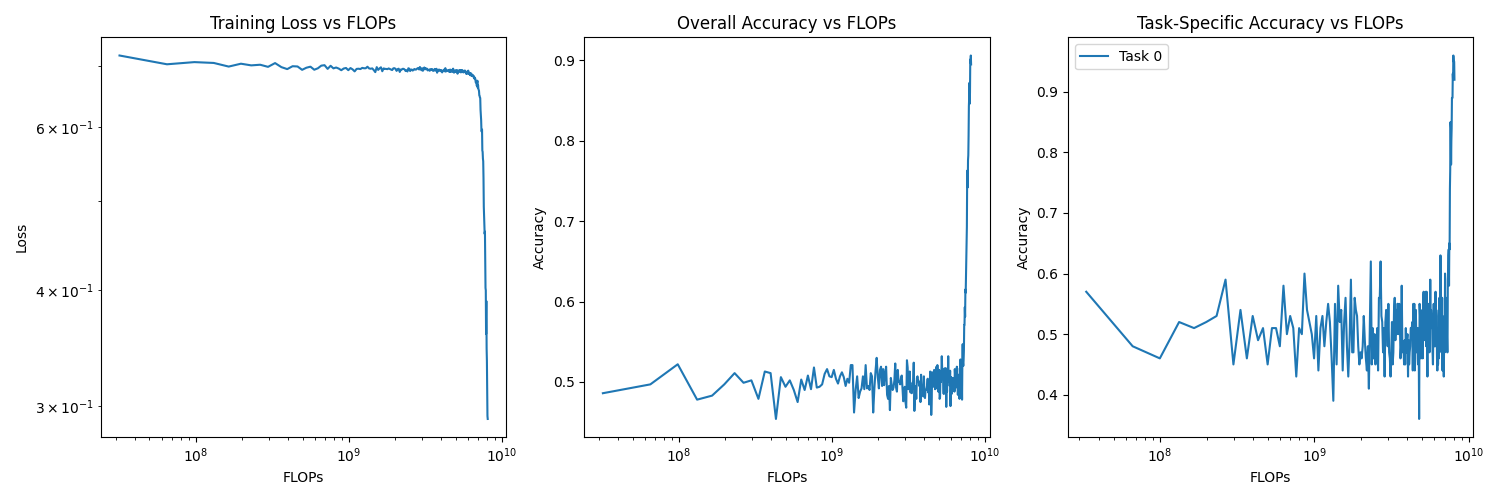 Training Loss vs FLOPs
Loss
6 × 10⁻¹
4 × 10⁻¹
3 × 10⁻¹
10⁸
10⁹
10¹⁰
FLOPs
Overall Accuracy vs FLOPs
Accuracy
0.9
0.8
0.7
0.6
0.5
10⁸
10⁹
10¹⁰
FLOPs
Task-Specific Accuracy vs FLOPs
Task 0
Accuracy
0.9
0.8
0.7
0.6
0.5
0.4
10⁸
10⁹
10¹⁰
FLOPs